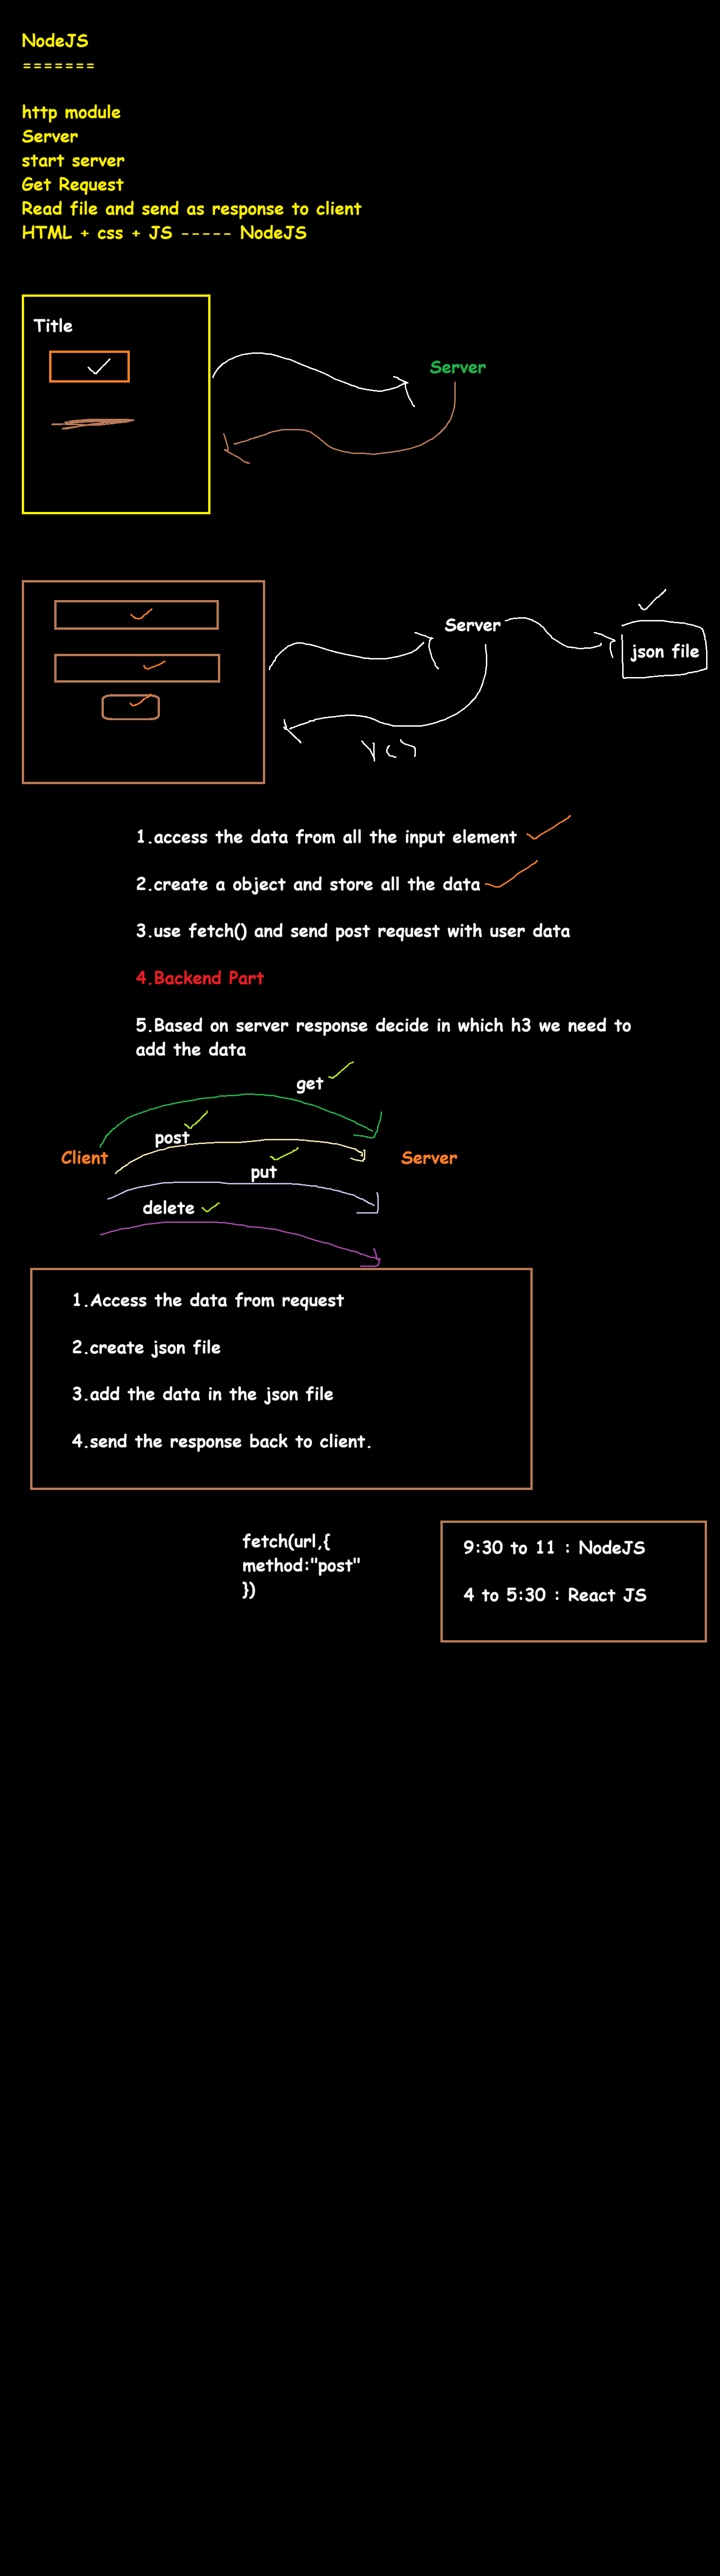 NodeJS
=======
http module
Server
start server
Get Request
Read file and send as response to client
HTML + css + JS ----- NodeJS
Title
Server
Server
json file
1.access the data from all the input element
2.create a object and store all the data
3.use fetch() and send post request with user data
4.Backend Part
5.Based on server response decide in which h3 we need to
add the data
get
post
Client
Server
put
delete
1.Access the data from request
2.create json file
3.add the data in the json file
4.send the response back to client.
fetch(url,{
method:"post"
})
9:30 to 11 : NodeJS
4 to 5:30 : React JS